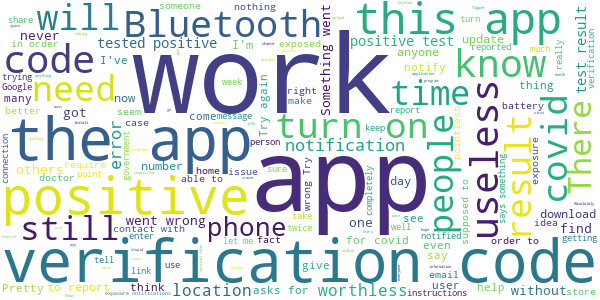 share will Bluetooth this app
someone nothing
in order
code never tested positive I'm exposed turn update know
positive test
need I've work anyone notify time There test result verification
trying Google many now
better got seem error come week Try again right make message
reported much really thing
the app turn on
Something went
report keep notification battery
people useless result covid
connection
others require case number home issue person
doctor point able to sure government
positive app
wrong Try completely day
pointless exposure
supposed to says something
still went wrong phone
contact with take see download
one well idea find
Pretty to report enter let me fact twice for covid even notified order to getting
verification code
tell think give say email
link use user help without store
exposure notifications location asks for worthless instructions
hope
Absolutely